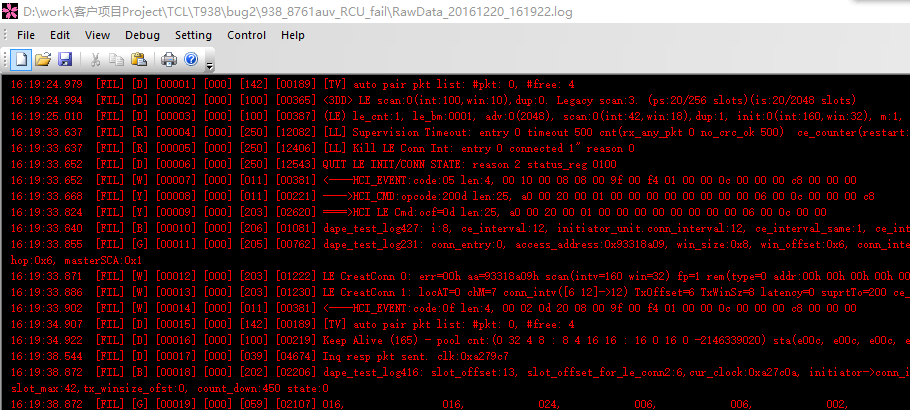 D:\work\客户项目Project\TCL\T938\bug2\938_8761auv_RCU_fail\RawData_20161220_161922.log
File Edit View Debug Setting Control Help
16:19:24.979 [FIL] [D] [00001] [000] [142] [00189] [TV] auto pair pkt list: #pkt: 0, #free: 4
16:19:24.994 [FIL] [D] [00002] [000] [100] [00365] <3DD> LE scan:0(int:100,win:10),dup:0. Legacy scan:3. (ps:20/256 slots)(is:20/2048 slots)
16:19:25.010 [FIL] [D] [00003] [000] [100] [00387] (LE) le_cnt:1, le_bm:0001, adv:0(2048), scan:0(int:42,win:18),dup:1, init:0(int:160,win:32), m:1,
16:19:33.637 [FIL] [R] [00004] [000] [250] [12082] [LL] Supervision Timeout: entry 0 timeout 500 cnt(rx_any_pkt 0 no_crc_ok 500) ce_counter(restart:
16:19:33.637 [FIL] [R] [00005] [000] [250] [12406] [LL] Kill LE Conn Int: entry 0 connected 1" reason 0
16:19:33.652 [FIL] [D] [00006] [000] [250] [12543] QUIT LE INIT/CONN STATE: reason 2 status_reg 0100
16:19:33.652 [FIL] [W] [00007] [000] [011] [00381] <----HCI_EVENT:code:05 len:4, 00 10 00 08 08 00 9f 00 f4 01 00 00 0c 00 00 00 c8 00 00 00
16:19:33.668 [FIL] [Y] [00008] [000] [011] [00221] ---->HCI_CMD:opcode:200d len:25, a0 00 20 00 01 00 00 00 00 00 00 00 00 06 00 0c 00 00 00 c8
16:19:33.824 [FIL] [Y] [00009] [000] [203] [02620] ====>HCI LE Cmd:ocf=0d len:25, a0 00 20 00 01 00 00 00 00 00 00 00 00 06 00 0c 00 00
16:19:33.840 [FIL] [B] [00010] [000] [206] [01081] dape_test_log427: i:8, ce_interval:12, initiator_unit.conn_interval:12, ce_interval_same:1, ce_int
16:19:33.855 [FIL] [G] [00011] [000] [205] [00762] dape_test_log231: conn_entry:0, access_address:0x93318a09, win_size:0x8, win_offset:0x6, conn_inte
hop:0x6, masterSCA:0x1
16:19:33.871 [FIL] [W] [00012] [000] [203] [01222] LE CreatConn 0: err=00h aa=93318a09h scan(intv=160 win=32) fp=1 rem(type=0 addr:00h 00h 00h 00h 00
16:19:33.886 [FIL] [W] [00013] [000] [203] [01230] LE CreatConn 1: locAT=0 chM=7 conn_intv([6 12]->12) TxOffset=6 TxWinSz=8 latency=0 suprtTo=200 ce_
16:19:33.902 [FIL] [W] [00014] [000] [011] [00381] <----HCI_EVENT:code:0f len:4, 00 02 0d 20 08 00 9f 00 f4 01 00 00 0c 00 00 00 c8 00 00 00
16:19:34.907 [FIL] [D] [00015] [000] [142] [00189] [TV] auto pair pkt list: #pkt: 0, #free: 4
16:19:34.922 [FIL] [D] [00016] [000] [100] [00219] Keep Alive (165) - pool cnt:(0 32 4 8 : 8 4 16 16 : 16 0 16 0 -2146339020) sta(e00c, e00c, e00c, e
16:19:38.544 [FIL] [D] [00017] [000] [039] [04674] Inq resp pkt sent. clk:0xa279c7
16:19:38.872 [FIL] [B] [00018] [000] [202] [02206] dape_test_log416: slot_offset:13, slot_offset_for_le_conn2:6,cur_clock:0xa27c0a, initiator->conn_in
slot_max:42,tx_winsize_ofst:0, count_down:450 state:0
16:19:38.872 [FIL] [G] [00019] [000] [059] [02107] 016, 016, 024, 006, 006, 002,